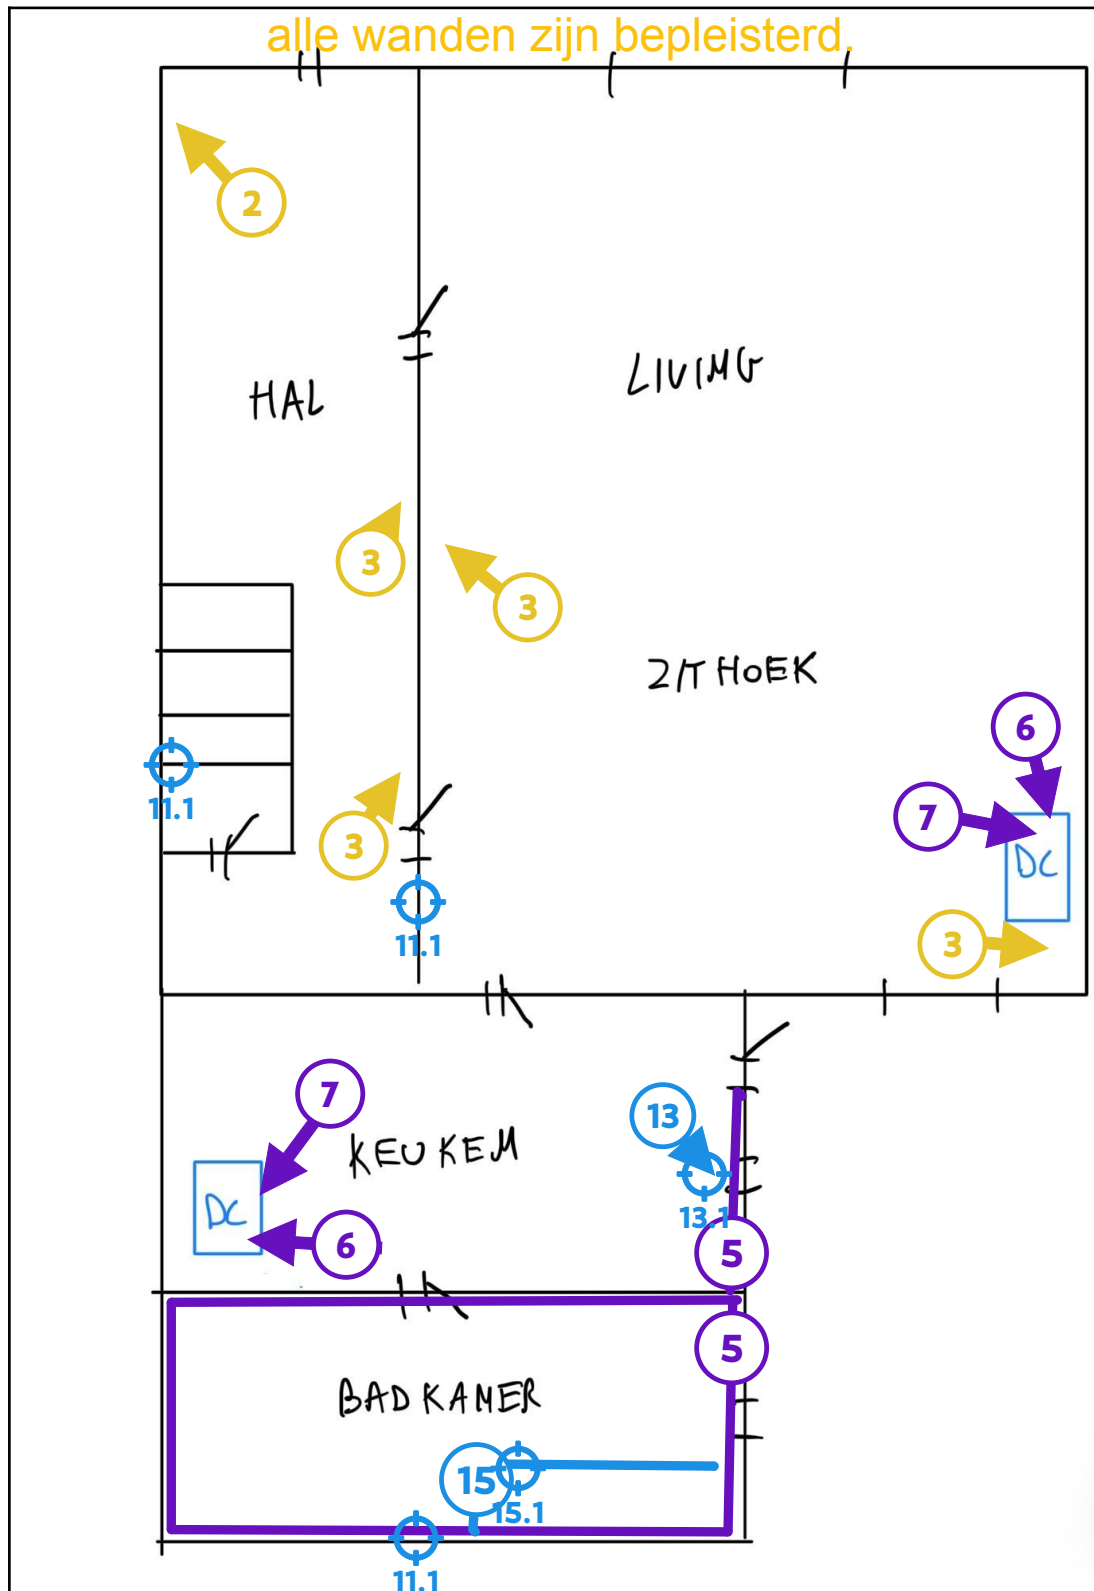 alle wanden zijn bepleisterd.
2
HAL
LIVING
3
3
ZITHOEK
6
7
DC
11.1
3
11.1
3
7
KEUKEM
13
13.1
DC
6
5
5
BADKAMER
15
15.1
11.1